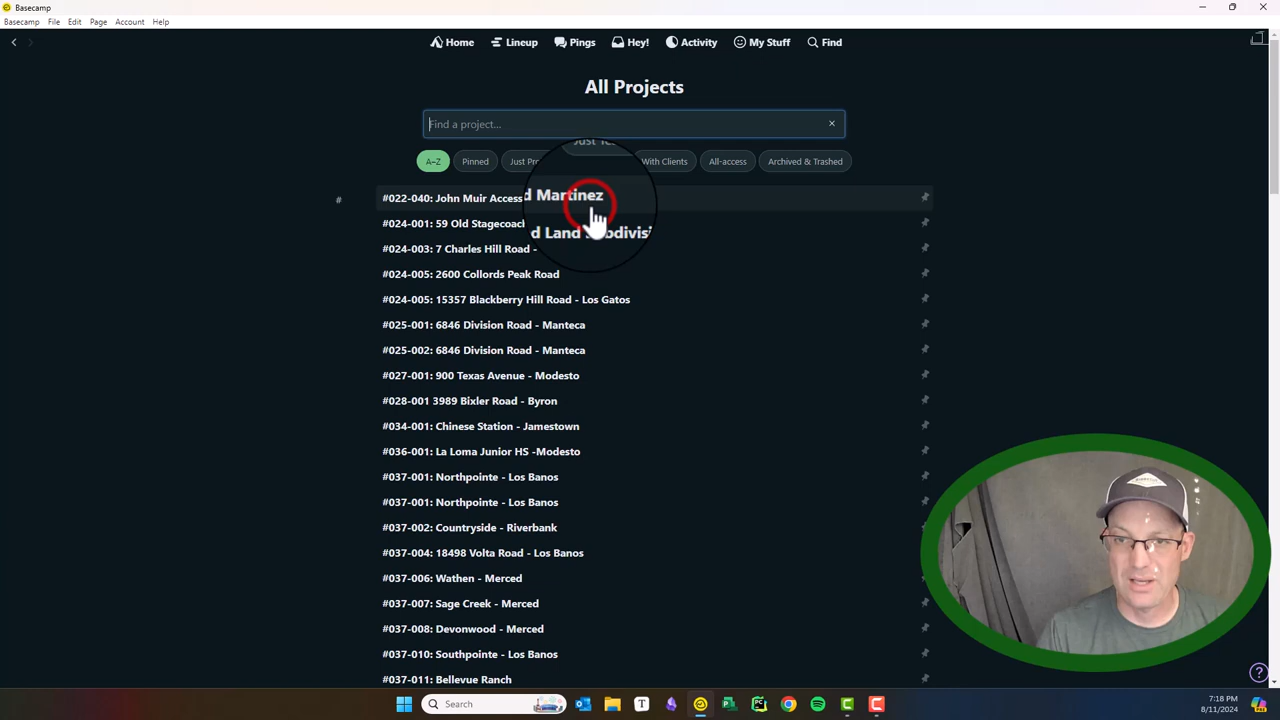 Basecamp
Basecamp File Edit Page Account Help
Home Lineup Pings Hey! Activity My Stuff Find
All Projects
Find a project...
A–Z Pinned With Clients All-access Archived & Trashed
# #022-040: John Muir Access d Martinez
#024-001: 59 Old Stagecoach d Land
#024-003: 7 Charles Hill Road -
#024-005: 2600 Collords Peak Road
#024-005: 15357 Blackberry Hill Road - Los Gatos
#025-001: 6846 Division Road - Manteca
#025-002: 6846 Division Road - Manteca
#027-001: 900 Texas Avenue - Modesto
#028-001 3989 Bixler Road - Byron
#034-001: Chinese Station - Jamestown
#036-001: La Loma Junior HS -Modesto
#037-001: Northpointe - Los Banos
#037-001: Northpointe - Los Banos
#037-002: Countryside - Riverbank
#037-004: 18498 Volta Road - Los Banos
#037-006: Wathen - Merced
#037-007: Sage Creek - Merced
#037-008: Devonwood - Merced
#037-010: Southpointe - Los Banos
#037-011: Bellevue Ranch
?
Search
7:18 PM
8/11/2024